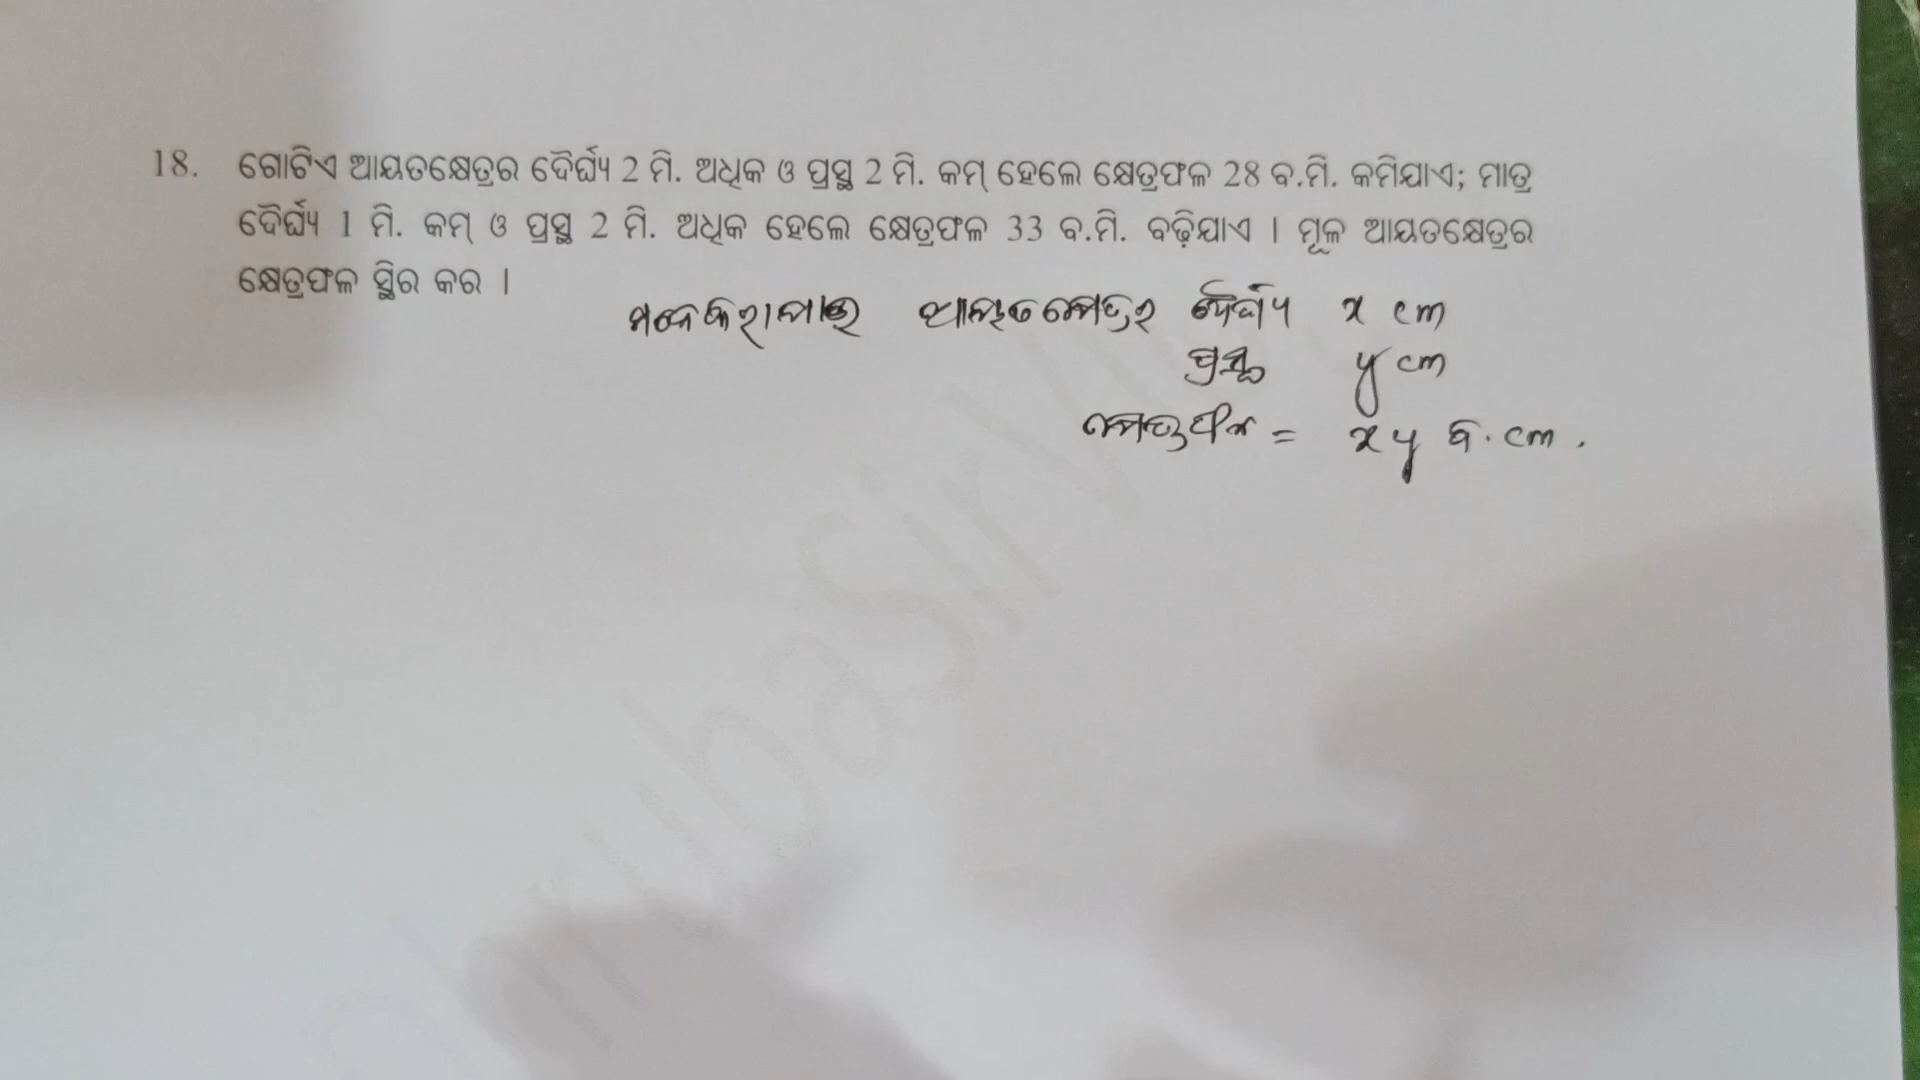 18. ଗୋଟିଏ ଆୟତକ୍ଷେତ୍ରର ଦୈର୍ଘ୍ୟ 2 ମି. ଅଧିକ ଓ ପ୍ରସ୍ଥ 2 ମି. କମ୍ ହେଲେ କ୍ଷେତ୍ରଫଳ 28 ବ.ମି. କମିଯାଏ; ମାତ୍ର
ଦୈର୍ଘ୍ୟ 1 ମି. କମ୍ ଓ ପ୍ରସ୍ଥ 2 ମି. ଅଧିକ ହେଲେ କ୍ଷେତ୍ରଫଳ 33 ବ.ମି. ବଢ଼ିଯାଏ । ମୂଳ ଆୟତକ୍ଷେତ୍ରର
କ୍ଷେତ୍ରଫଳ ସ୍ଥିର କର ।
ମନେକରାଯାଉ ଆୟତକ୍ଷେତ୍ରର ଦୈର୍ଘ୍ୟ x cm
ପ୍ରସ୍ଥ y cm
କ୍ଷେତ୍ରଫଳ = xy ବ. cm.